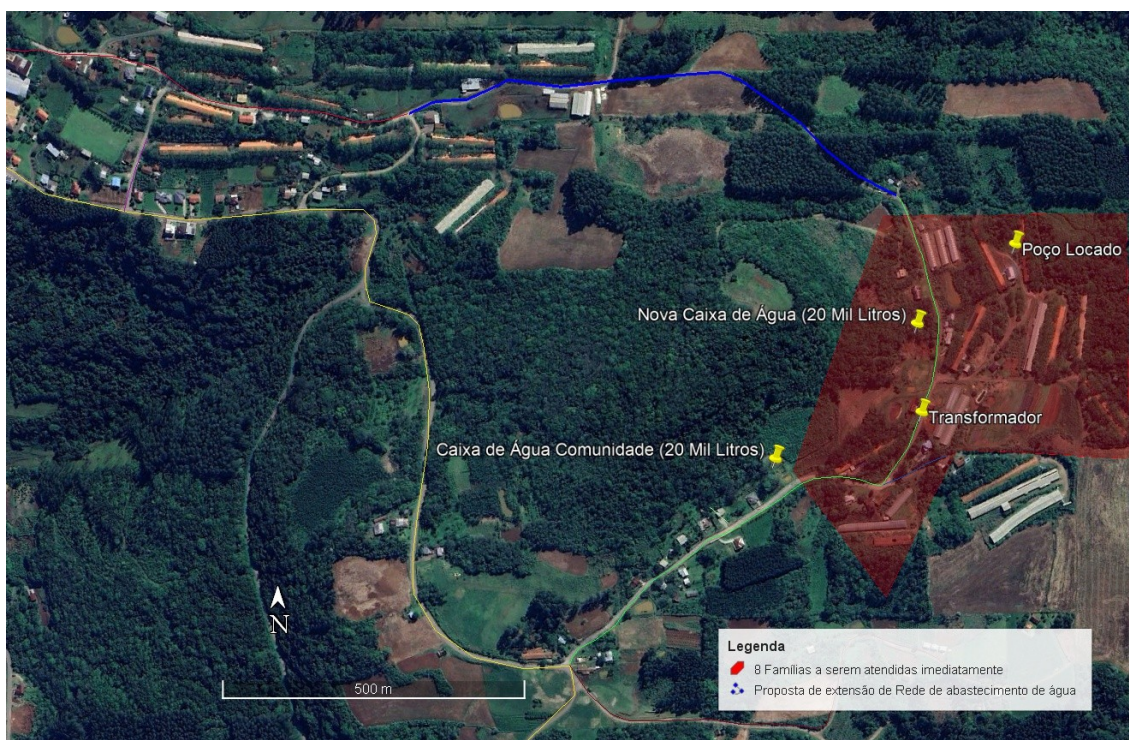 Poço Locado
Nova Caixa de Água (20 Mil Litros)
Transformador
Caixa de Água Comunidade (20 Mil Litros)
N
500 m
Legenda
8 Famílias a serem atendidas imediatamente
Proposta de extensão de Rede de abastecimento de água